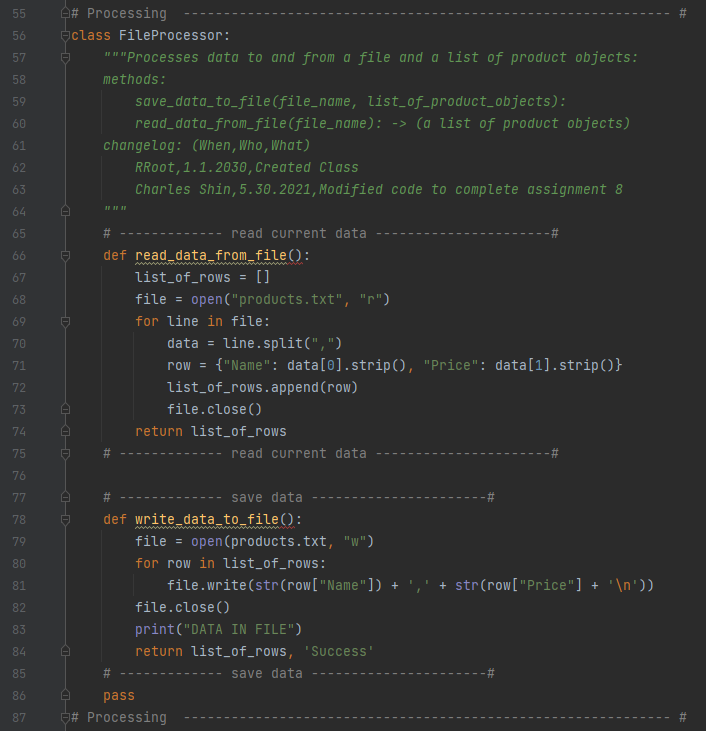 55 # Processing  ------------------------------------------------------------- #
56 class FileProcessor:
57     """Processes data to and from a file and a list of product objects:
58     methods:
59         save_data_to_file(file_name, list_of_product_objects):
60         read_data_from_file(file_name): -> (a list of product objects)
61     changelog: (When,Who,What)
62         RRoot,1.1.2030,Created Class
63         Charles Shin,5.30.2021,Modified code to complete assignment 8
64     """
65     # ------------- read current data ----------------------#
66     def read_data_from_file():
67         list_of_rows = []
68         file = open("products.txt", "r")
69         for line in file:
70             data = line.split(",")
71             row = {"Name": data[0].strip(), "Price": data[1].strip()}
72             list_of_rows.append(row)
73             file.close()
74         return list_of_rows
75     # ------------- read current data ----------------------#
76
77     # ------------- save data ----------------------#
78     def write_data_to_file():
79         file = open(products.txt, "w")
80         for row in list_of_rows:
81             file.write(str(row["Name"]) + ',' + str(row["Price"] + '\n'))
82         file.close()
83         print("DATA IN FILE")
84         return list_of_rows, 'Success'
85     # ------------- save data ----------------------#
86     pass
87 # Processing  ------------------------------------------------------------- #